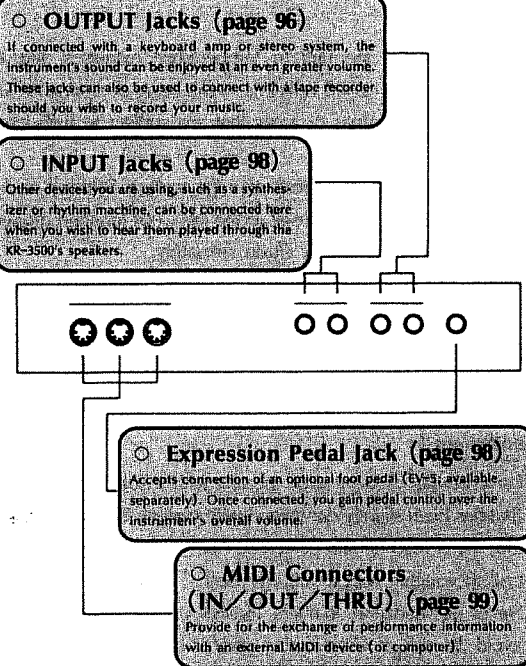 ○ OUTPUT Jacks (page 96)
If connected with a keyboard amp or stereo system, the
instrument's sound can be enjoyed at an even greater volume.
These jacks can also be used to connect with a tape recorder
should you wish to record your music.
○ INPUT Jacks (page 98)
Other devices you are using, such as a synthes-
izer or rhythm machine, can be connected here
when you wish to hear them played through the
KR-3500's speakers.
○ Expression Pedal Jack (page 98)
Accepts connection of an optional foot pedal (EV-5; available
separately). Once connected, you gain pedal control over the
instrument's overall volume.
○ MIDI Connectors
(IN/OUT/THRU) (page 99)
Provide for the exchange of performance information
with an external MIDI device (or computer).